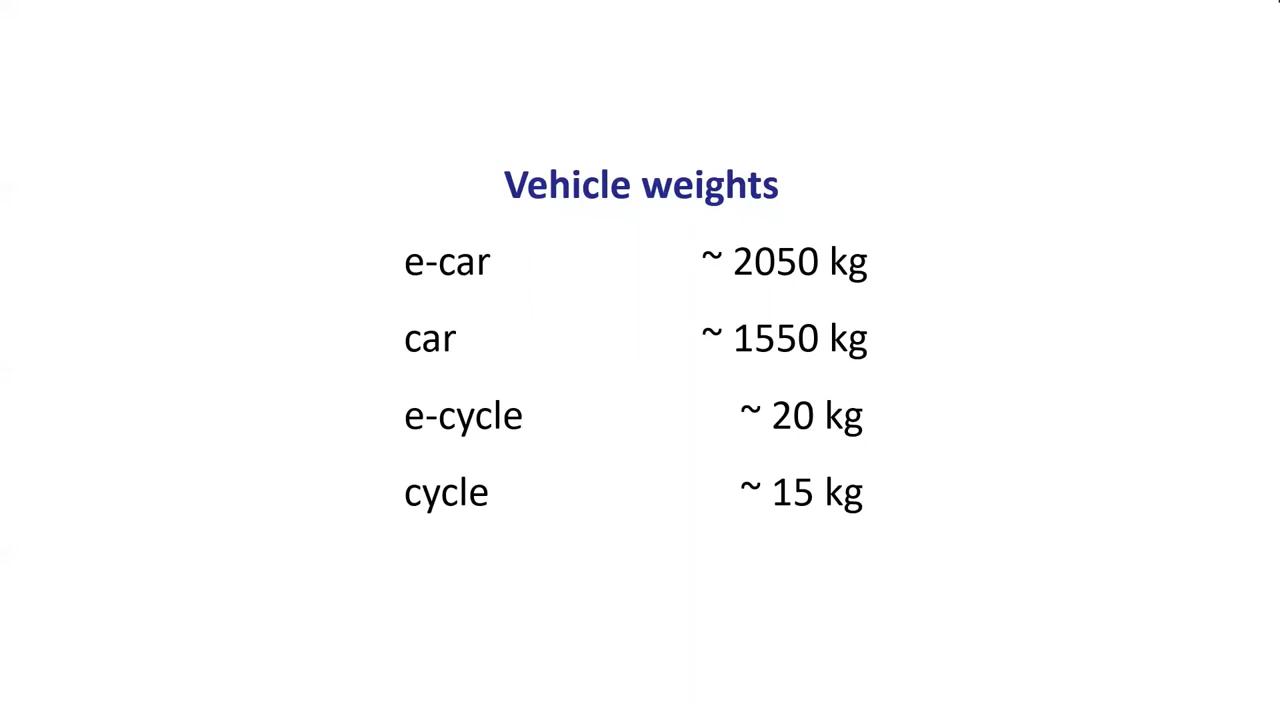 Vehicle weights
e-car ~ 2050 kg
car ~ 1550 kg
e-cycle ~ 20 kg
cycle ~ 15 kg